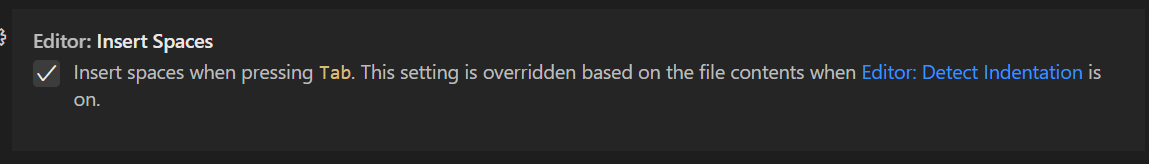 Editor: Insert Spaces
Insert spaces when pressing Tab. This setting is overridden based on the file contents when Editor: Detect Indentation is
on.